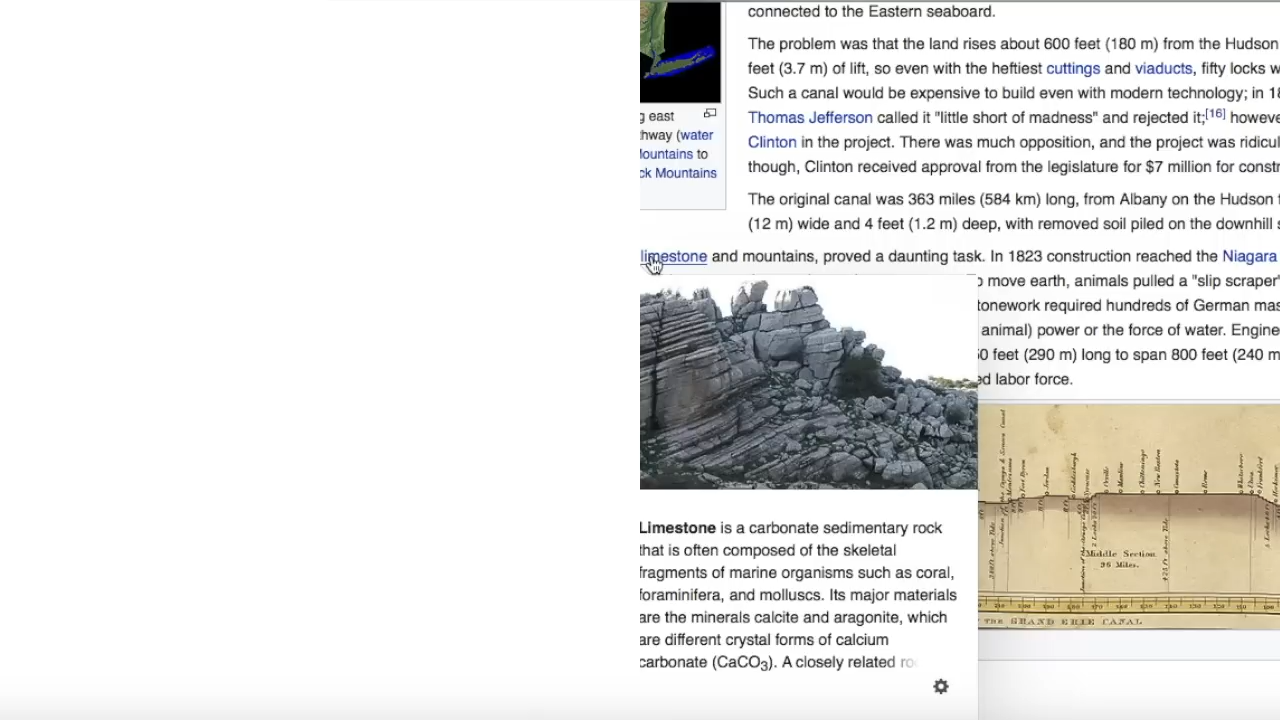 connected to the Eastern seaboard.
The problem was that the land rises about 600 feet (180 m) from the Hudson
feet (3.7 m) of lift, so even with the heftiest cuttings and viaducts, fifty locks w
Such a canal would be expensive to build even with modern technology; in 18
g east
Thomas Jefferson called it "little short of madness" and rejected it;[16] howeve
hway (water
Clinton in the project. There was much opposition, and the project was ridicul
Mountains to
though, Clinton received approval from the legislature for $7 million for constr
ck Mountains
The original canal was 363 miles (584 km) long, from Albany on the Hudson
(12 m) wide and 4 feet (1.2 m) deep, with removed soil piled on the downhill s
limestone and mountains, proved a daunting task. In 1823 construction reached the Niagara
o move earth, animals pulled a "slip scraper"
tonework required hundreds of German mas
animal) power or the force of water. Engine
50 feet (290 m) long to span 800 feet (240 m
ed labor force.
Limestone is a carbonate sedimentary rock
that is often composed of the skeletal
fragments of marine organisms such as coral,
foraminifera, and molluscs. Its major materials
are the minerals calcite and aragonite, which
are different crystal forms of calcium
carbonate (CaCO3). A closely related ro
Middle Section
96 Miles.
THE GRAND ERIE CANAL